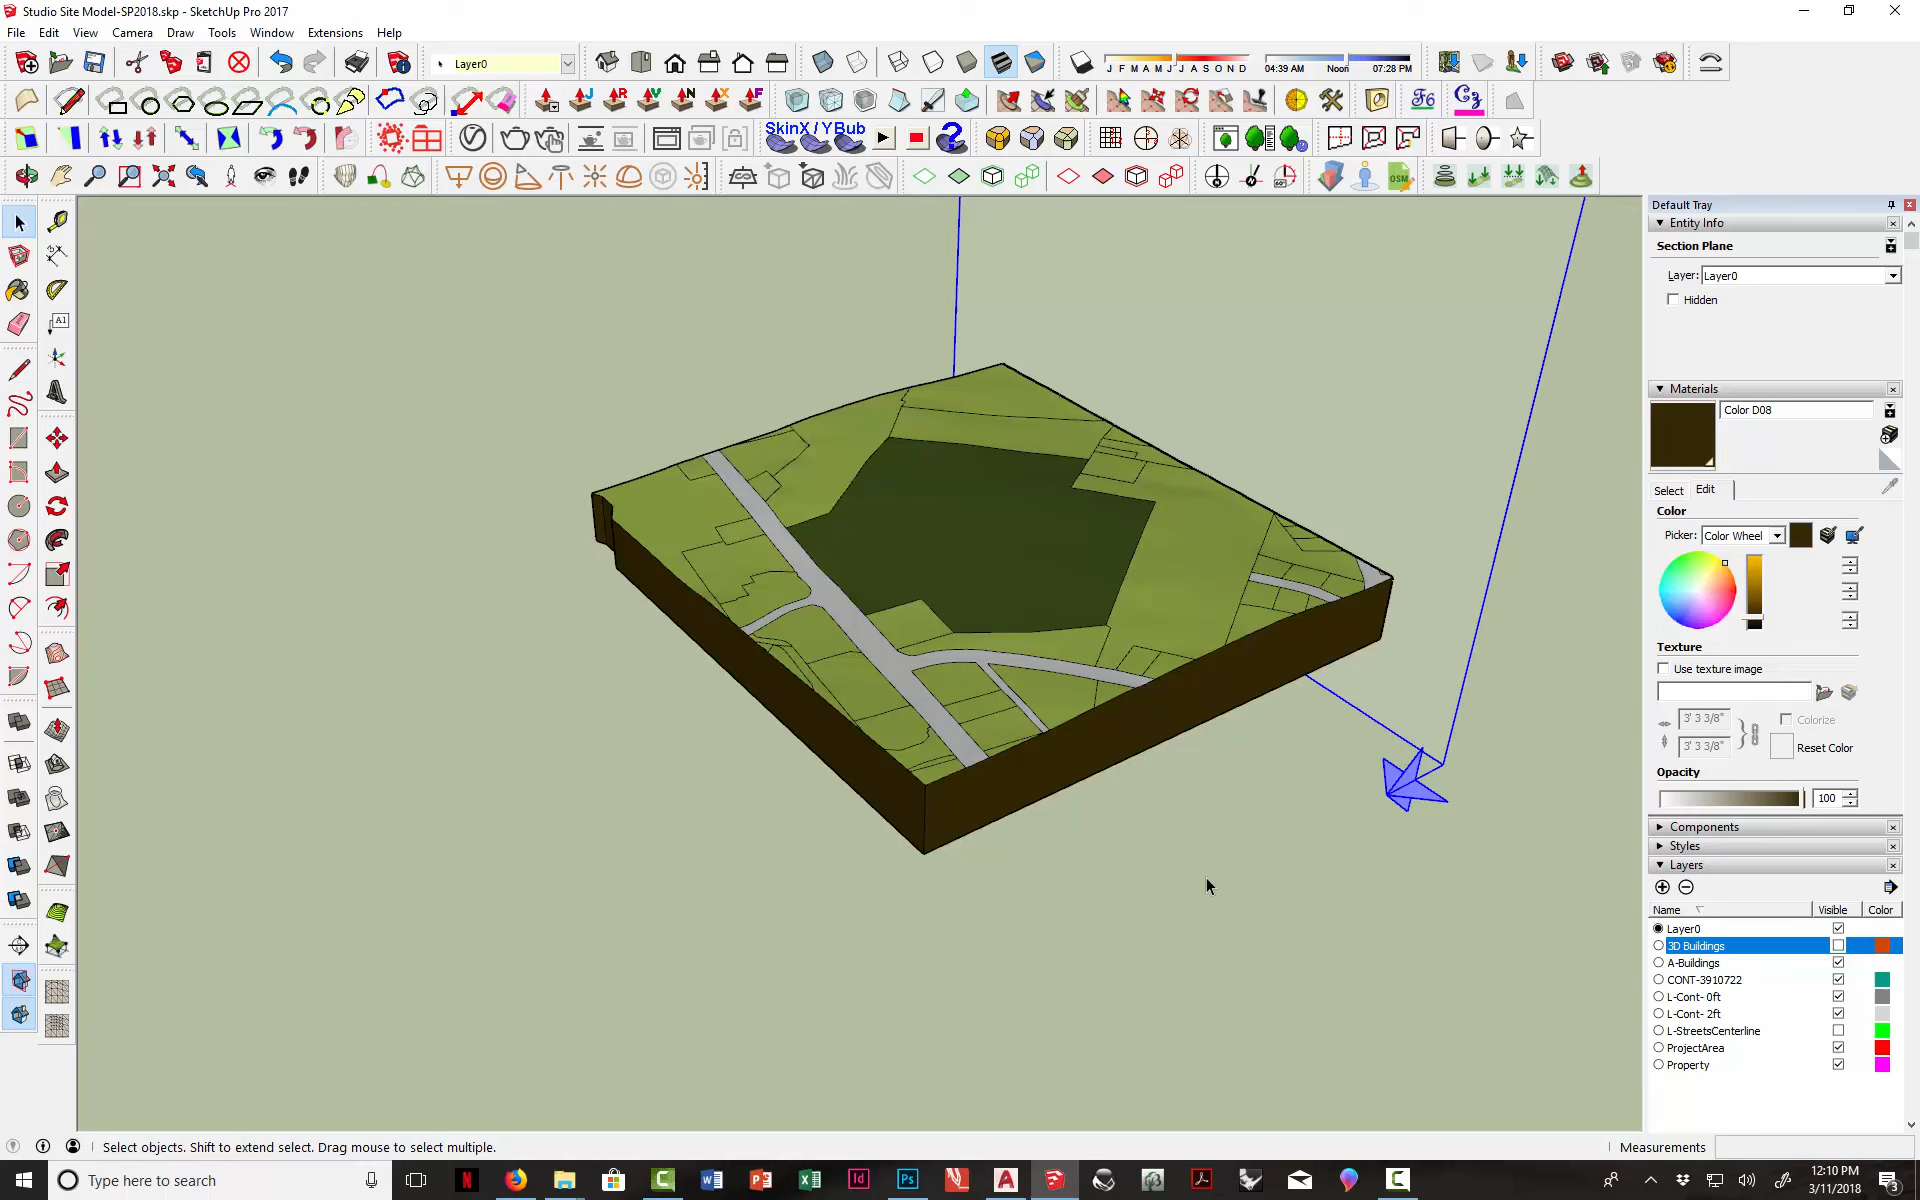 Studio Site Model-SP2018.skp - SketchUp Pro 2017
File Edit View Camera Draw Tools Window Extensions Help
Layer0
J F M A M J J A S O N D
04:39 AM Noon 07:28 PM
J R V N X F
F6
SkinX / YBub
?
OSM
A1
Default Tray
Entity Info
Section Plane
Layer: Layer0
Hidden
Materials
Color D08
Select Edit
Color
Picker: Color Wheel
Texture
Use texture image
3' 3 3/8" Colorize
3' 3 3/8" Reset Color
Opacity
100
Components
Styles
Layers
Name Visible Color
Layer0
3D Buildings
A-Buildings
CONT-3910722
L-Cont- 0ft
L-Cont- 2ft
L-StreetsCenterline
ProjectArea
Property
Select objects. Shift to extend select. Drag mouse to select multiple.
Measurements
Type here to search
12:10 PM
3/11/2018
3